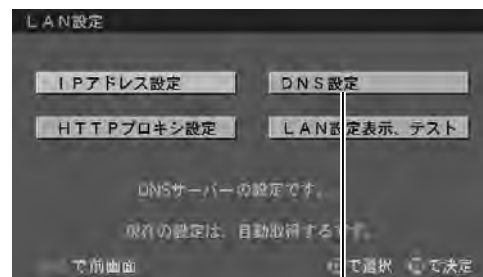 LAN設定
IPアドレス設定 DNS設定
HTTPプロキシ設定 LAN設定表示、テスト
DNSサーバーの設定です。
現在の設定は、自動取得する です。
で前画面 で選択 で決定